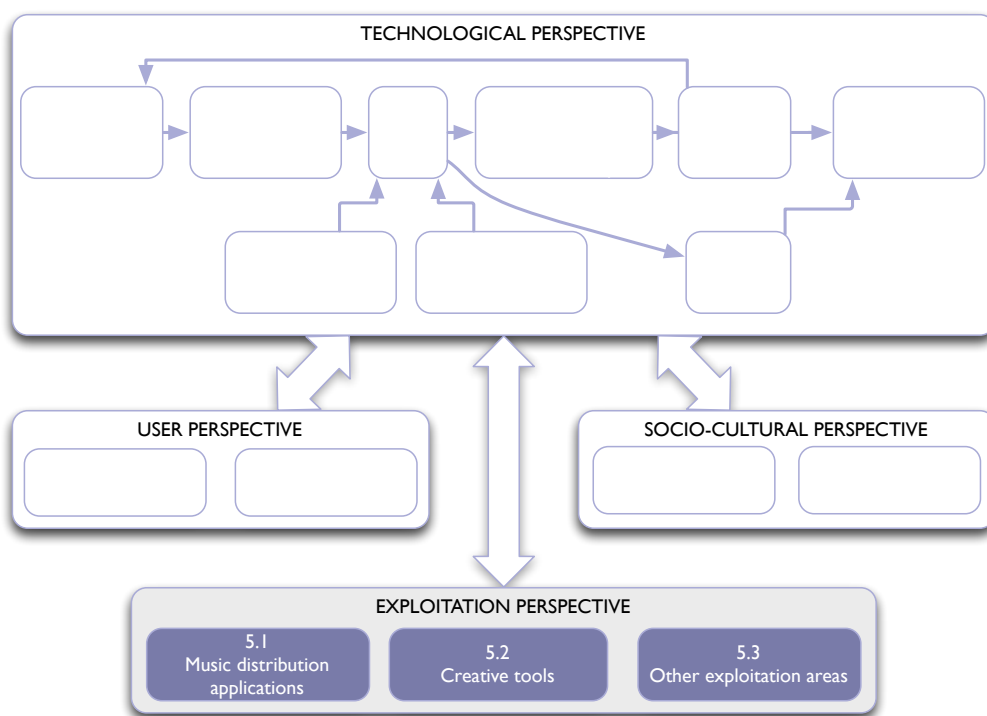 TECHNOLOGICAL PERSPECTIVE
USER PERSPECTIVE
SOCIO-CULTURAL PERSPECTIVE
EXPLOITATION PERSPECTIVE
5.1
Music distribution
applications
5.2
Creative tools
5.3
Other exploitation areas